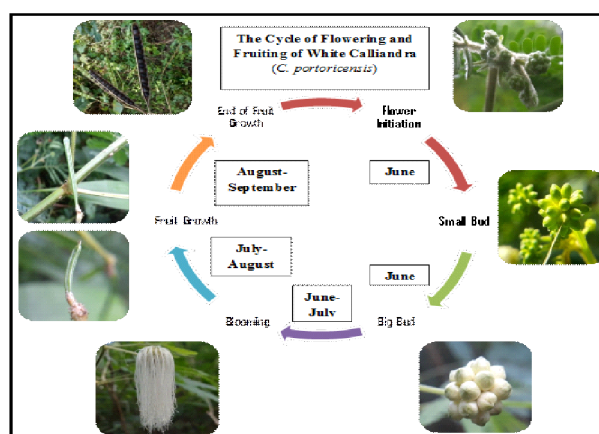 The Cycle of Flowering and
Fruiting of White Calliandra
(C. portoricensis)
End of Fruit
Growth
Flower
Initiation
August-
September
June
Fruit Growth
Small Bud
July-
August
June
June-
July
Blooming
Big Bud